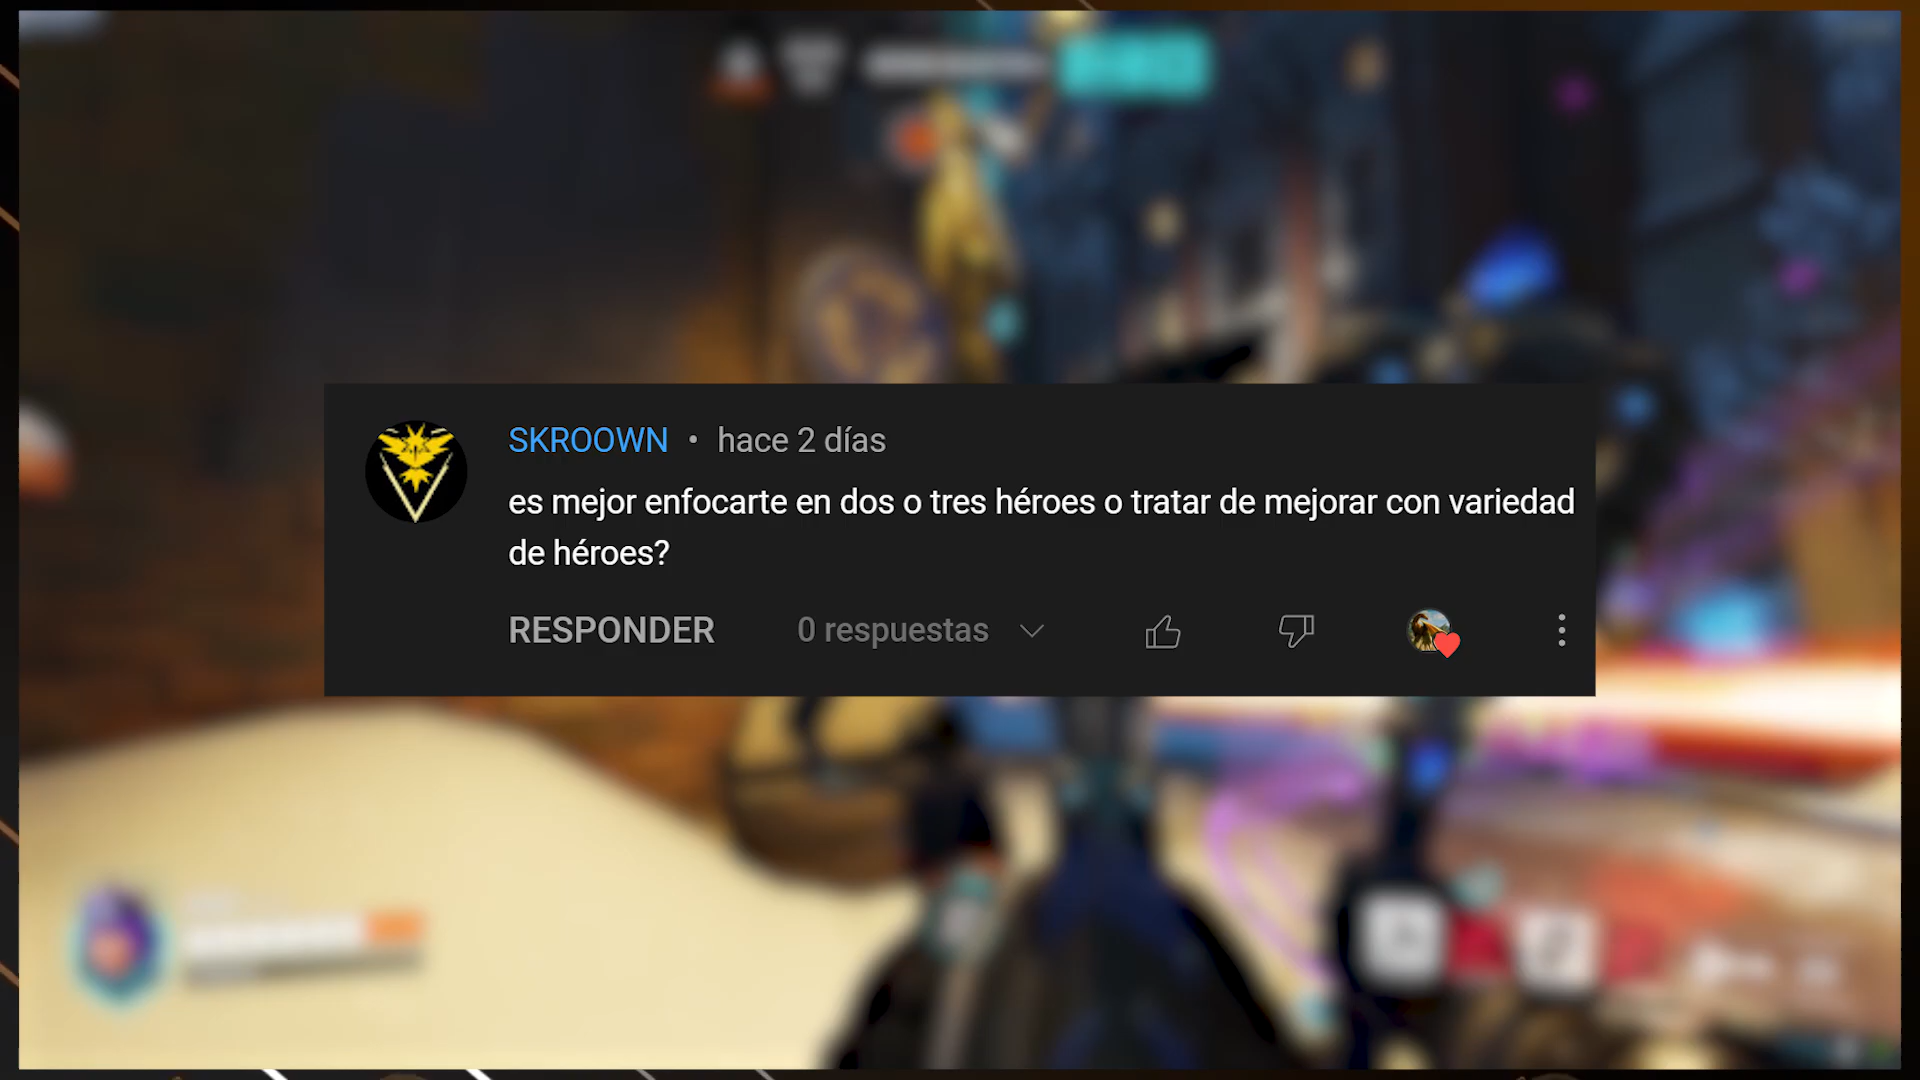 SKROOWN • hace 2 días
es mejor enfocarte en dos o tres héroes o tratar de mejorar con variedad
de héroes?
RESPONDER 0 respuestas